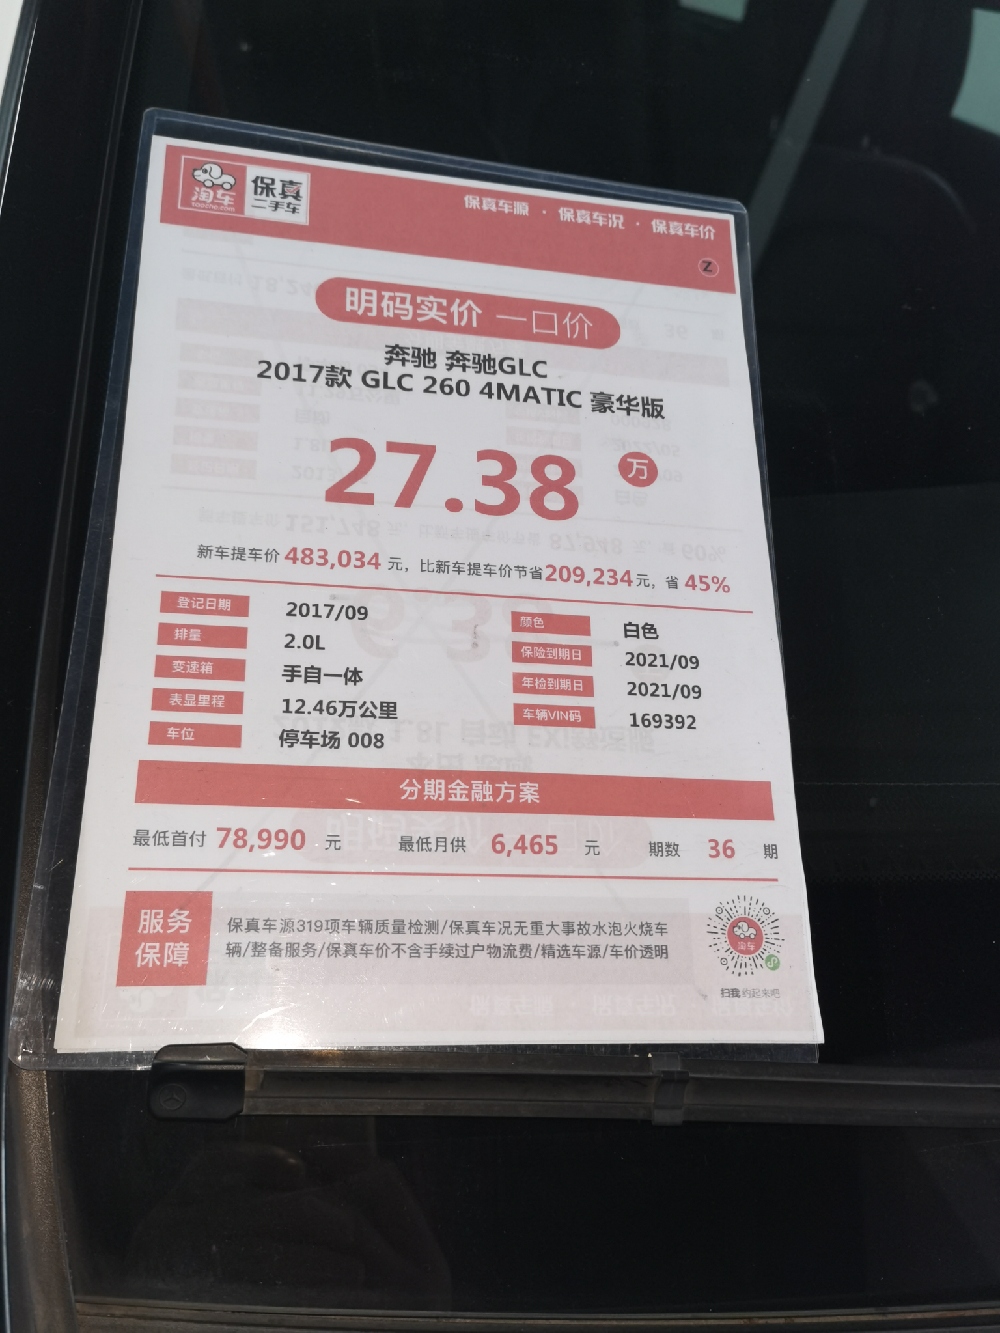 淘车
taoche.com
保真
二手车
保真车源 · 保真车况 · 保真车价
Z
明码实价 一口价
奔驰 奔驰GLC
2017款 GLC 260 4MATIC 豪华版
27.38 万
新车提车价 483,034 元，比新车提车价节省209,234元，省 45%
登记日期 2017/09 颜色 白色
排量 2.0L 保险到期日 2021/09
变速箱 手自一体 年检到期日 2021/09
表显里程 12.46万公里 车辆VIN码 169392
车位 停车场 008
分期金融方案
最低首付 78,990 元 最低月供 6,465 元 期数 36 期
服务
保障
保真车源319项车辆质量检测/保真车况无重大事故水泡火烧车
辆/整备服务/保真车价不含手续过户物流费/精选车源/车价透明
淘车
扫我约起来吧